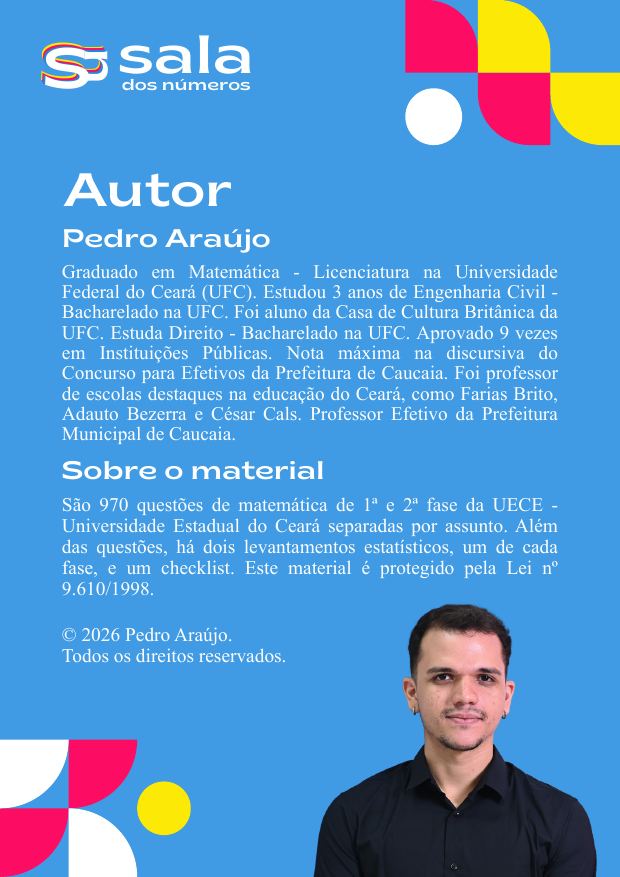 sala
dos números
Autor
Pedro Araújo
Graduado em Matemática - Licenciatura na Universidade
Federal do Ceará (UFC). Estudou 3 anos de Engenharia Civil -
Bacharelado na UFC. Foi aluno da Casa de Cultura Britânica da
UFC. Estuda Direito - Bacharelado na UFC. Aprovado 9 vezes
em Instituições Públicas. Nota máxima na discursiva do
Concurso para Efetivos da Prefeitura de Caucaia. Foi professor
de escolas destaques na educação do Ceará, como Farias Brito,
Adauto Bezerra e César Cals. Professor Efetivo da Prefeitura
Municipal de Caucaia.
Sobre o material
São 970 questões de matemática de 1ª e 2ª fase da UECE -
Universidade Estadual do Ceará separadas por assunto. Além
das questões, há dois levantamentos estatísticos, um de cada
fase, e um checklist. Este material é protegido pela Lei nº
9.610/1998.
© 2026 Pedro Araújo.
Todos os direitos reservados.